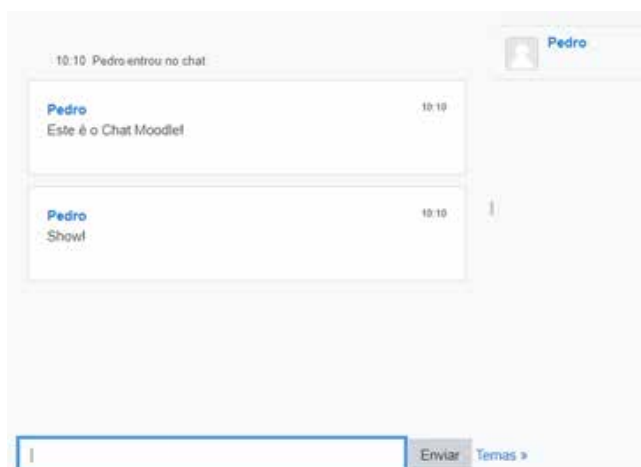 Pedro
10:10 Pedro entrou no chat
Pedro 10:10
Este é o Chat Moodle!
Pedro 10:10
Show!
Enviar Temas »